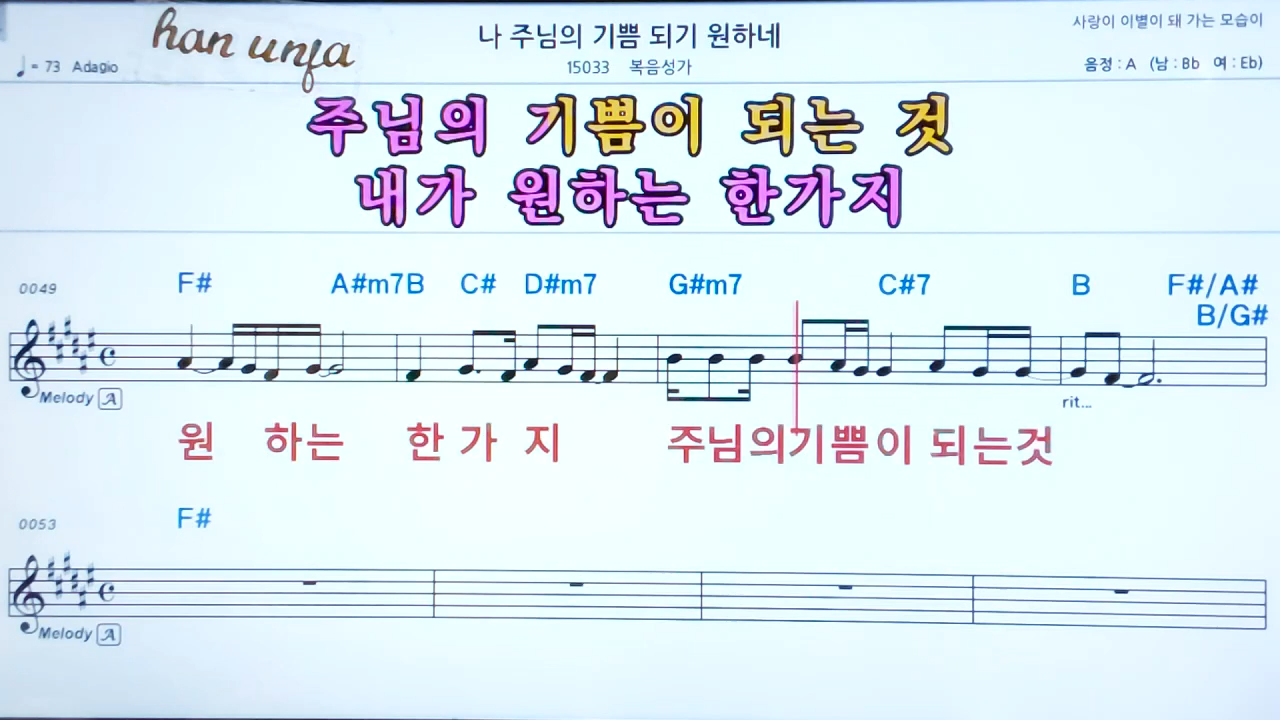 han unfa
나 주님의 기쁨 되기 원하네
사랑이 이별이 돼 가는 모습이
♩= 73 Adagio
15033 복음성가
음정 : A (남 : Bb 여 : Eb)
주님의 기쁨이 되는 것
내가 원하는 한가지
0049 F# A#m7 B C# D#m7 G#m7 C#7 B F#/A#
B/G#
Melody A
rit...
원 하는 한 가 지 주님의기쁨이 되는것
0053 F#
Melody A